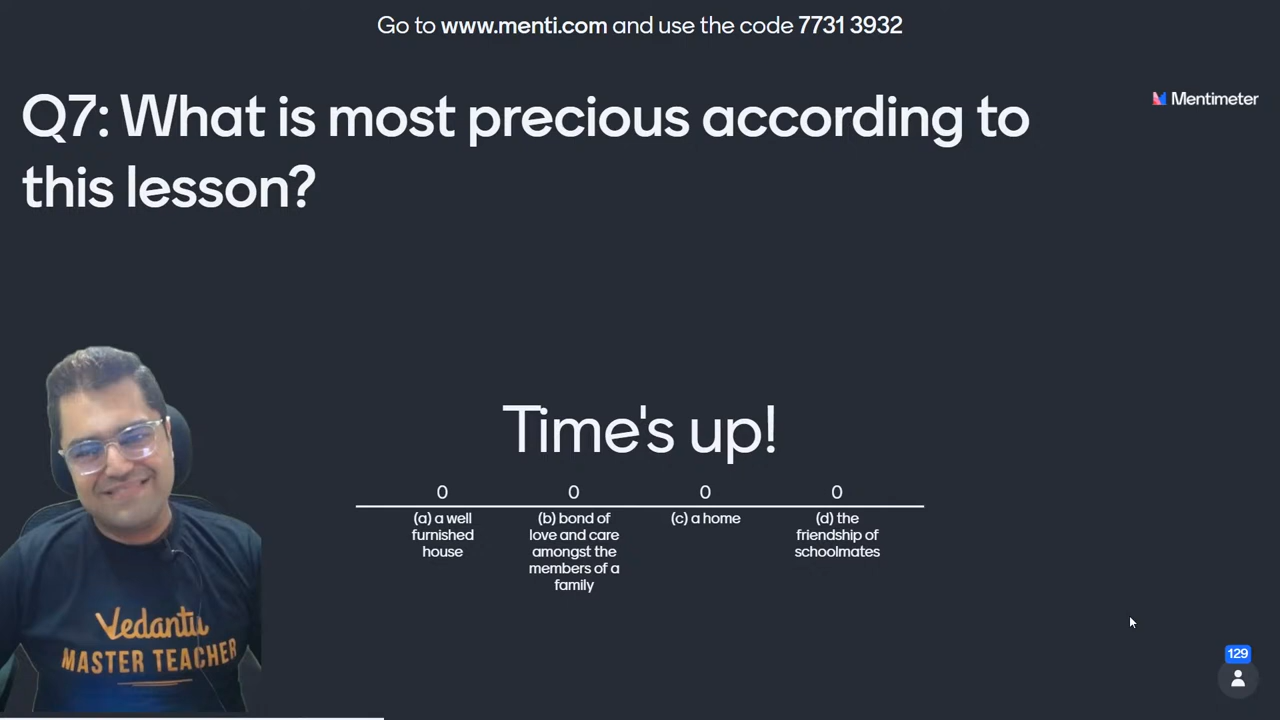 Go to www.menti.com and use the code 7731 3932
Q7: What is most precious according to
this lesson?
Mentimeter
Time's up!
0
0
0
0
(a) a well
furnished
house
(b) bond of
love and care
amongst the
members of a
family
(c) a home
(d) the
friendship of
schoolmates
Vedantu
MASTER TEACHER
129